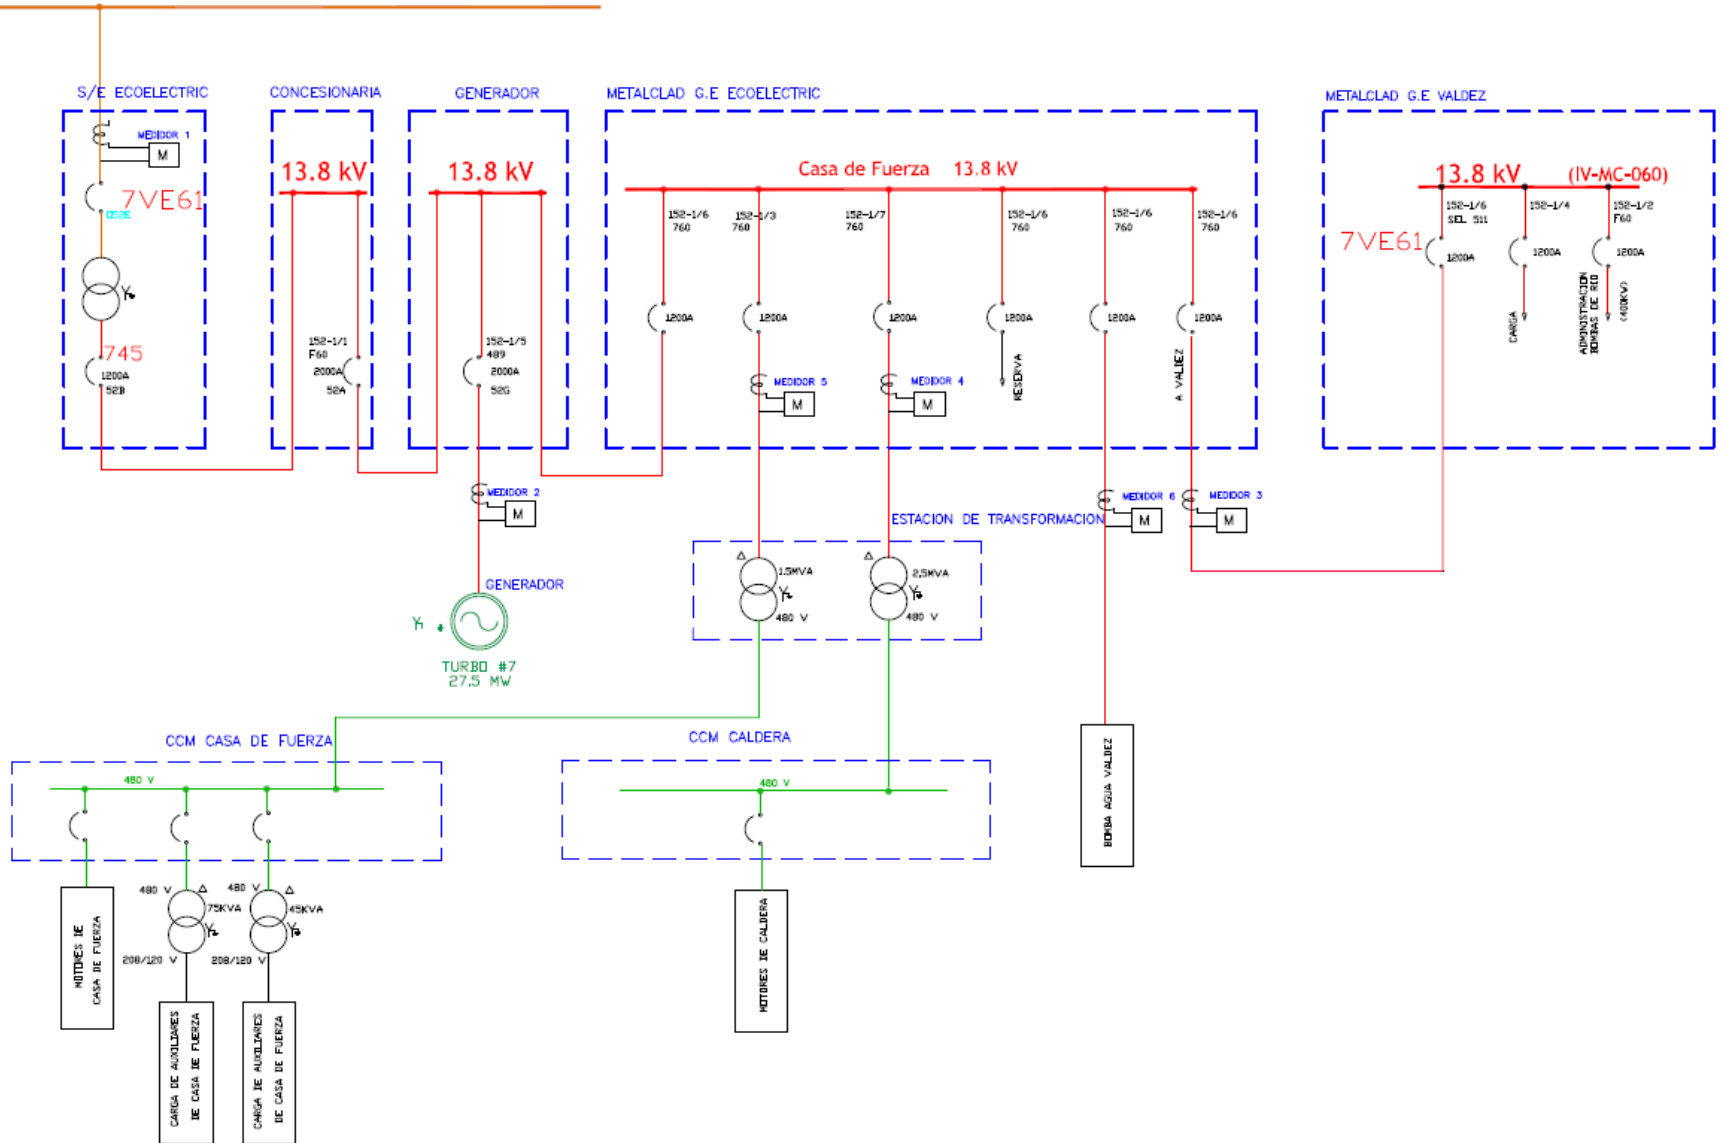 S/E ECOELECTRIC
MEDIDOR 1
M
7VE61
052E
745
1200A
52B
CONCESIONARIA
13.8 kV
152-1/1
F60
2000A
52A
GENERADOR
13.8 kV
152-1/5
489
2000A
52G
MEDIDOR 2
M
GENERADOR
TURBO #7
27.5 MW
METALCLAD G.E ECOELECTRIC
Casa de Fuerza 13.8 kV
152-1/6
760
1200A
152-1/3
760
1200A
MEDIDOR 5
M
152-1/7
760
1200A
MEDIDOR 4
M
152-1/6
760
1200A
RESERVA
152-1/6
760
1200A
152-1/6
760
1200A
A VALDEZ
MEDIDOR 6
M
MEDIDOR 3
M
METALCLAD G.E VALDEZ
13.8 kV
(IV-MC-060)
152-1/6
SEL 511
7VE61
1200A
152-1/4
1200A
CARGA
152-1/2
F60
1200A
ADMINISTRACION
BOMBAS DE RIO
(400KW)
ESTACION DE TRANSFORMACION
1.5MVA
480 V
2,5MVA
480 V
CCM CASA DE FUERZA
480 V
CCM CALDERA
480 V
BOMBA AGUA VALDEZ
MOTORES DE
CASA DE FUERZA
480 V
75KVA
208/120 V
CARGA DE AUXILIARES
DE CASA DE FUERZA
480 V
45KVA
208/120 V
CARGA DE AUXILIARES
DE CASA DE FUERZA
MOTORES DE CALDERA